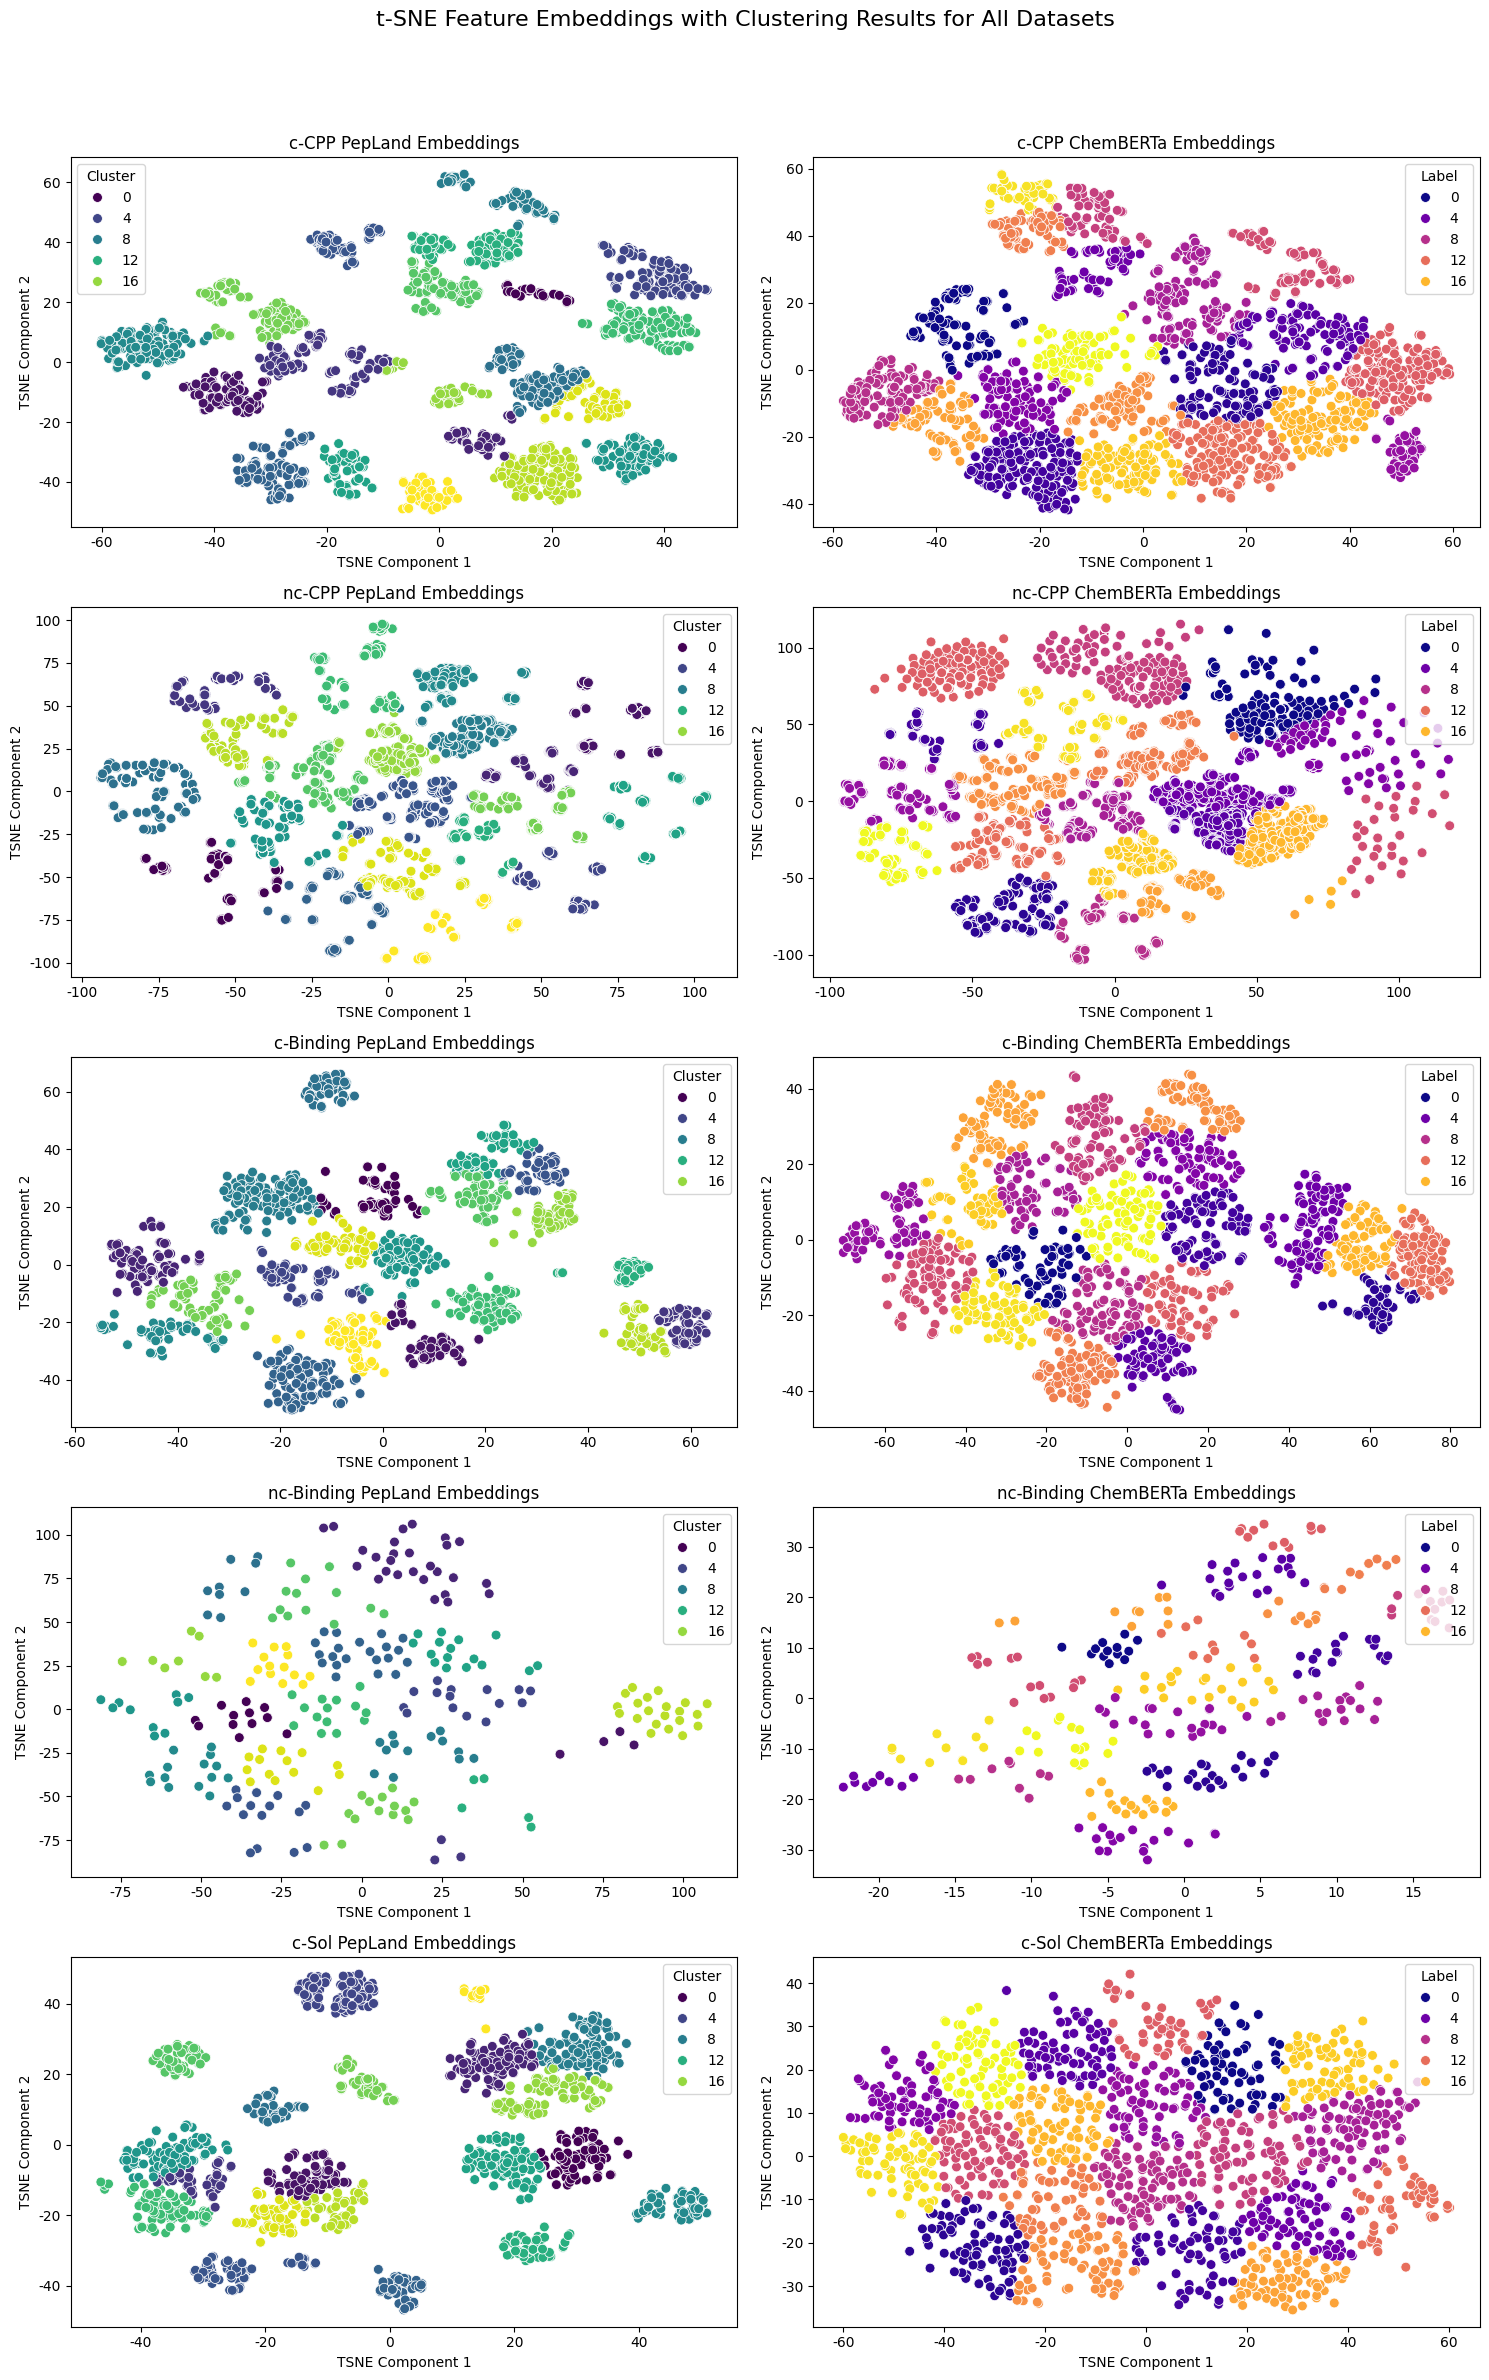 t-SNE Feature Embeddings with Clustering Results for All Datasets
c-CPP PepLand Embeddings
Cluster
0
4
8
12
16
60
40
20
0
-20
-40
TSNE Component 2
-60 -40 -20 0 20 40
TSNE Component 1
c-CPP ChemBERTa Embeddings
Label
0
4
8
12
16
60
40
20
0
-20
-40
TSNE Component 2
-60 -40 -20 0 20 40 60
TSNE Component 1
nc-CPP PepLand Embeddings
Cluster
0
4
8
12
16
100
75
50
25
0
-25
-50
-75
-100
TSNE Component 2
-100 -75 -50 -25 0 25 50 75 100
TSNE Component 1
nc-CPP ChemBERTa Embeddings
Label
0
4
8
12
16
100
50
0
-50
-100
TSNE Component 2
-100 -50 0 50 100
TSNE Component 1
c-Binding PepLand Embeddings
Cluster
0
4
8
12
16
60
40
20
0
-20
-40
TSNE Component 2
-60 -40 -20 0 20 40 60
TSNE Component 1
c-Binding ChemBERTa Embeddings
Label
0
4
8
12
16
40
20
0
-20
-40
TSNE Component 2
-60 -40 -20 0 20 40 60 80
TSNE Component 1
nc-Binding PepLand Embeddings
Cluster
0
4
8
12
16
100
75
50
25
0
-25
-50
-75
TSNE Component 2
-75 -50 -25 0 25 50 75 100
TSNE Component 1
nc-Binding ChemBERTa Embeddings
Label
0
4
8
12
16
30
20
10
0
-10
-20
-30
TSNE Component 2
-20 -15 -10 -5 0 5 10 15
TSNE Component 1
c-Sol PepLand Embeddings
Cluster
0
4
8
12
16
40
20
0
-20
-40
TSNE Component 2
-40 -20 0 20 40
TSNE Component 1
c-Sol ChemBERTa Embeddings
Label
0
4
8
12
16
40
30
20
10
0
-10
-20
-30
TSNE Component 2
-60 -40 -20 0 20 40 60
TSNE Component 1